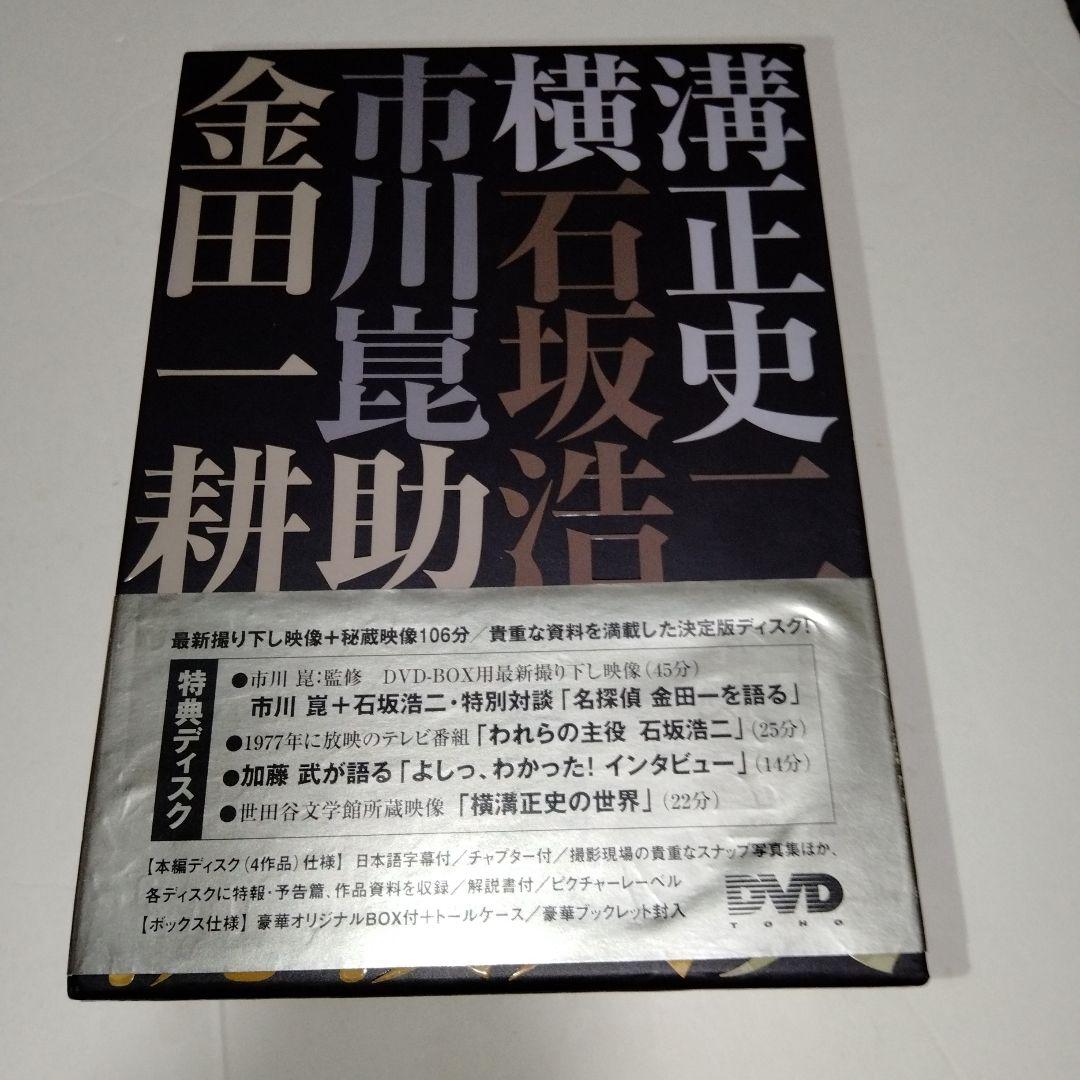 金市横溝
田川石正
一崑坂史
耕助浩二
最新撮り下し映像＋秘蔵映像106分／貴重な資料を満載した決定版ディスク!
特典ディスク
●市川 崑：監修　DVD-BOX用最新撮り下し映像（45分）
市川 崑＋石坂浩二・特別対談「名探偵 金田一を語る」
●1977年に放映のテレビ番組「われらの主役 石坂浩二」（25分）
●加藤 武が語る「よしっ、わかった! インタビュー」（14分）
●世田谷文学館所蔵映像「横溝正史の世界」（22分）
【本編ディスク（4作品）仕様】日本語字幕付／チャプター付／撮影現場の貴重なスナップ写真集ほか、
各ディスクに特報・予告篇、作品資料を収録／解説書付／ピクチャーレーベル
【ボックス仕様】豪華オリジナルBOX付＋トールケース／豪華ブックレット封入
DVD
TOHO